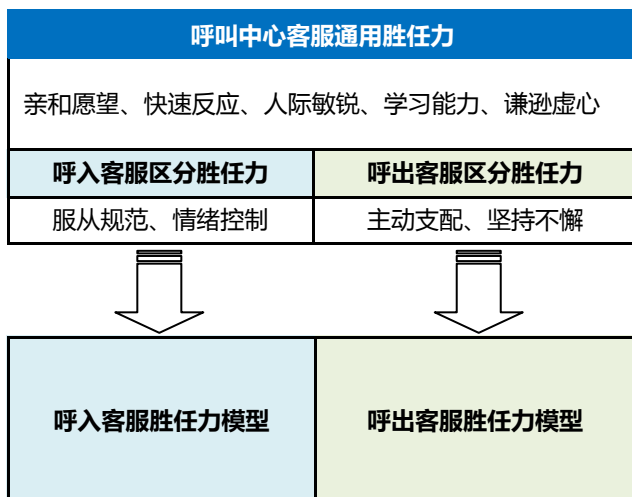 呼叫中心客服通用胜任力
亲和愿望、快速反应、人际敏锐、学习能力、谦逊虚心
呼入客服区分胜任力
呼出客服区分胜任力
服从规范、情绪控制
主动支配、坚持不懈
呼入客服胜任力模型
呼出客服胜任力模型